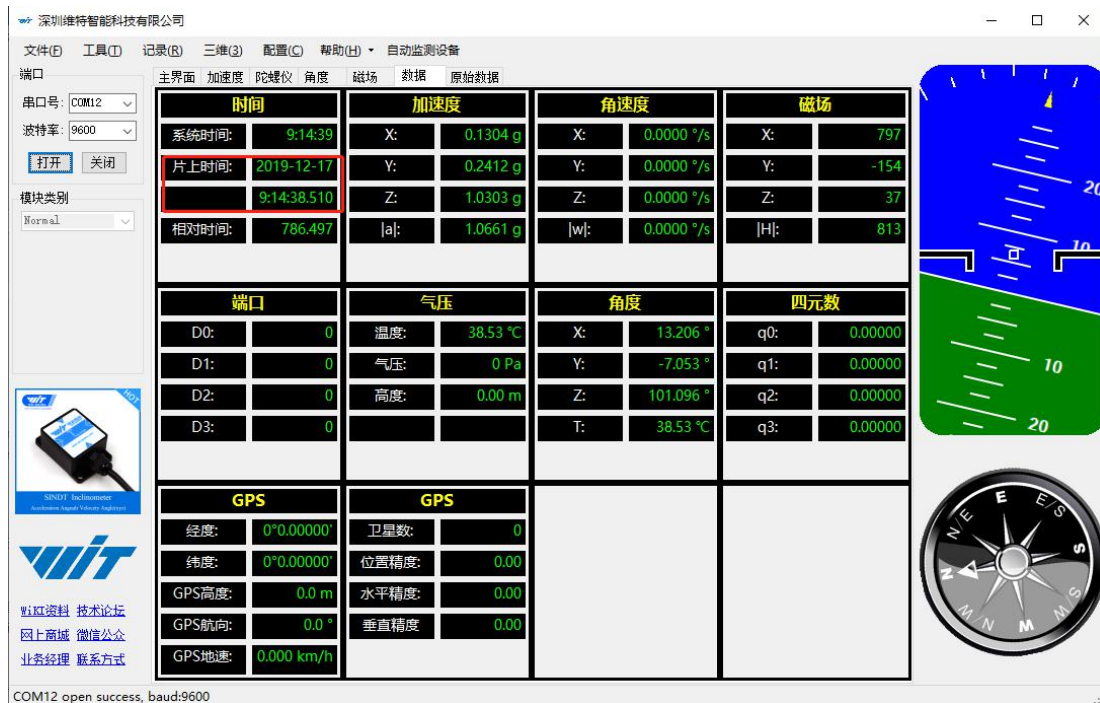 深圳维特智能科技有限公司
文件(F) 工具(T) 记录(R) 三维(3) 配置(C) 帮助(H) 自动监测设备
端口
串口号: COM12
波特率: 9600
打开 关闭
模块类别
Normal
HOT
WIT
SINDT Inclinometer
WIT
WiKI资料 技术论坛
网上商城 微信公众
业务经理 联系方式
主界面 加速度 陀螺仪 角度 磁场 数据 原始数据
时间 加速度 角速度 磁场
系统时间: 9:14:39 X: 0.1304 g X: 0.0000 °/s X: 797
片上时间: 2019-12-17 Y: 0.2412 g Y: 0.0000 °/s Y: -154
9:14:38.510 Z: 1.0303 g Z: 0.0000 °/s Z: 37
相对时间: 786.497 |a|: 1.0661 g |w|: 0.0000 °/s |H|: 813
端口 气压 角度 四元数
D0: 0 温度: 38.53 ℃ X: 13.206 ° q0: 0.00000
D1: 0 气压: 0 Pa Y: -7.053 ° q1: 0.00000
D2: 0 高度: 0.00 m Z: 101.096 ° q2: 0.00000
D3: 0 T: 38.53 ℃ q3: 0.00000
GPS GPS
经度: 0°0.00000' 卫星数: 0
纬度: 0°0.00000' 位置精度: 0.00
GPS高度: 0.0 m 水平精度: 0.00
GPS航向: 0.0 ° 垂直精度 0.00
GPS地速: 0.000 km/h
20
10
10
20
E E/S S W/S W W/N N N/E
COM12 open success, baud:9600